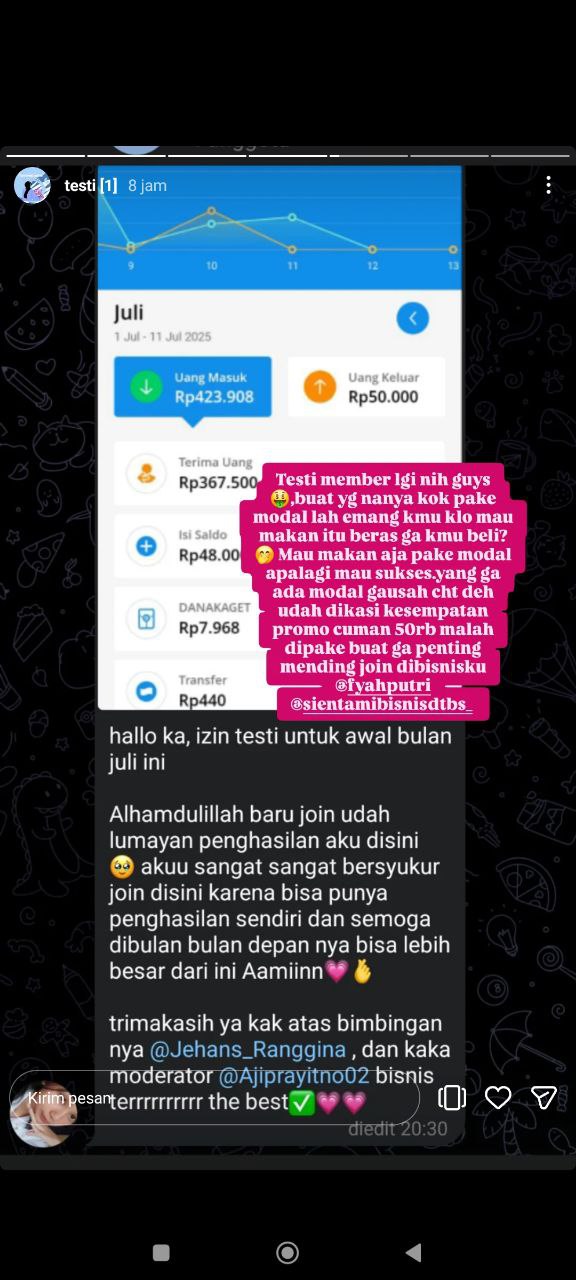 testi [1] 8 jam
9 10 11 12 13
Juli
1 Jul - 11 Jul 2025
Uang Masuk
Rp423.908
Uang Keluar
Rp50.000
Terima Uang
Rp367.500
Isi Saldo
Rp48.00
DANAKAGET
Rp7.968
Transfer
Rp440
Testi member lgi nih guys
🤑,buat yg nanya kok pake
modal lah emang kmu klo mau
makan itu beras ga kmu beli?
🤭 Mau makan aja pake modal
apalagi mau sukses.yang ga
ada modal gausah cht deh
udah dikasi kesempatan
promo cuman 50rb malah
dipake buat ga penting
mending join dibisnisku
@fyahputri
@sientamibisnisdtbs_
hallo ka, izin testi untuk awal bulan
juli ini
Alhamdulillah baru join udah
lumayan penghasilan aku disini
🥹 akuu sangat sangat bersyukur
join disini karena bisa punya
penghasilan sendiri dan semoga
dibulan bulan depan nya bisa lebih
besar dari ini Aamiinn💗🫰
trimakasih ya kak atas bimbingan
nya @Jehans_Ranggina , dan kaka
moderator @Ajiprayitno02 bisnis
terrrrrrrrrr the best✅💗💗
Kirim pesan
diedit 20:30